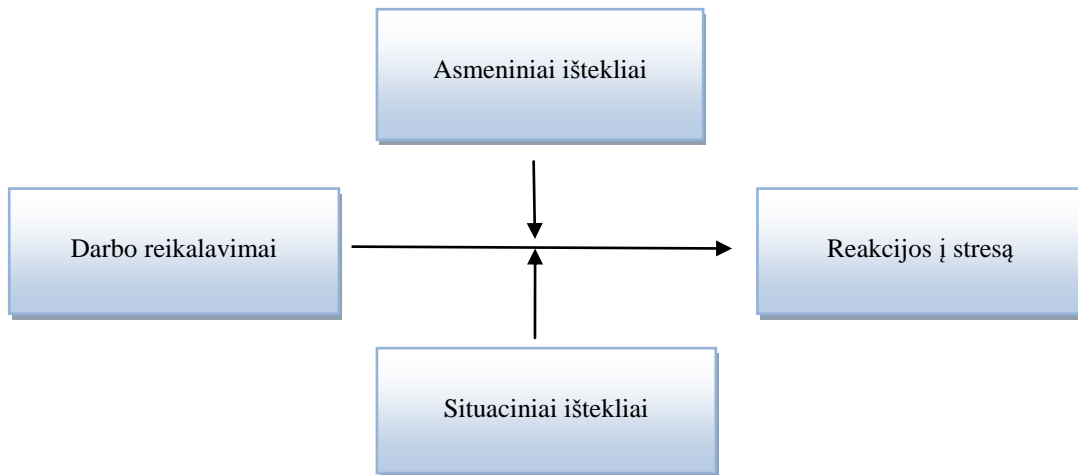 Asmeniniai ištekliai
Darbo reikalavimai
Reakcijos į stresą
Situaciniai ištekliai